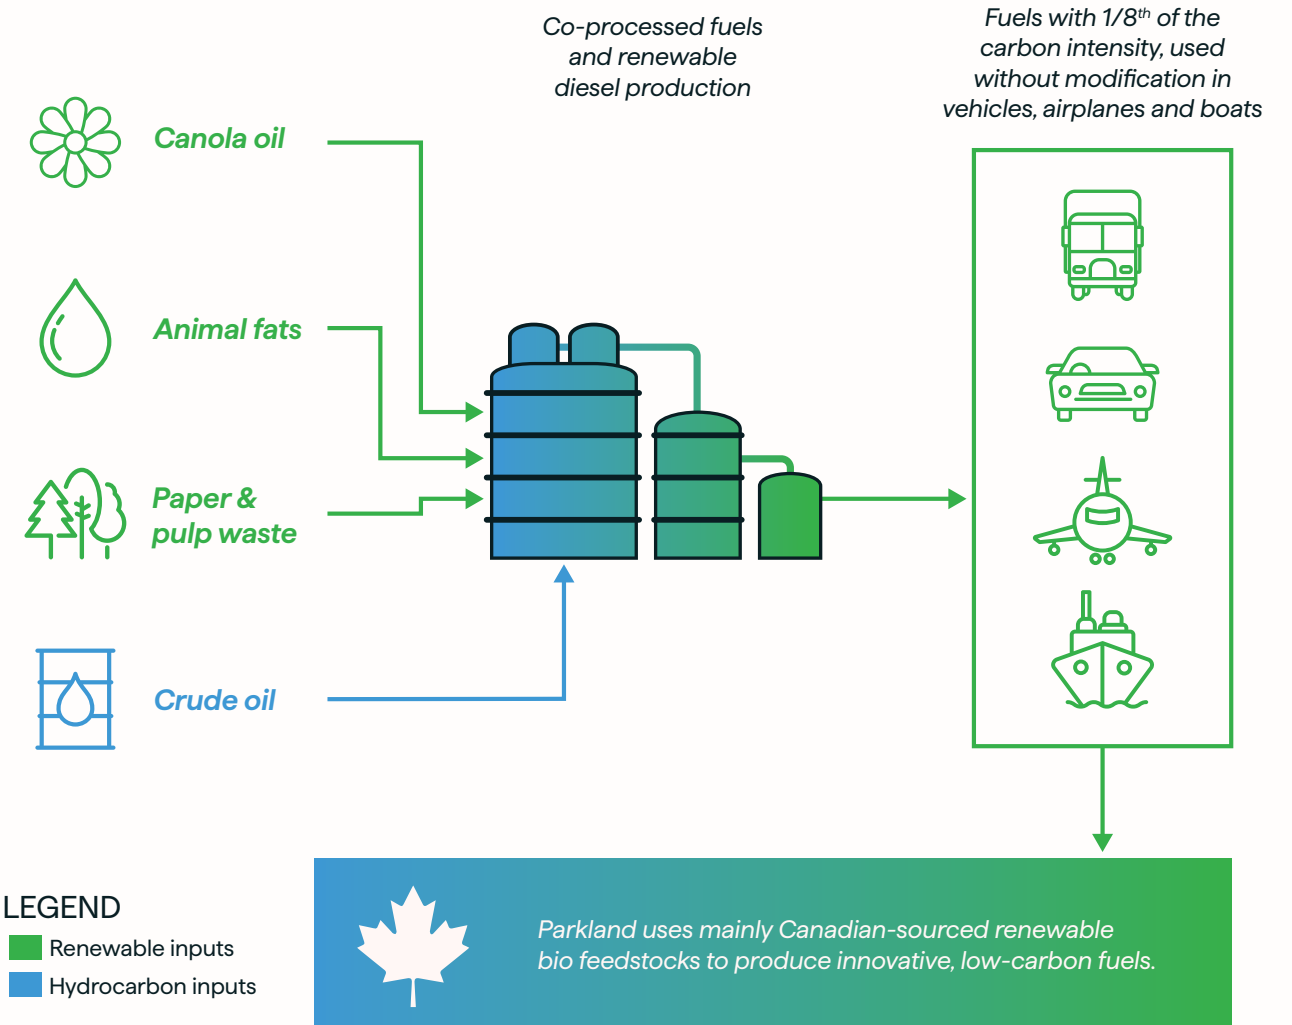 Co-processed fuels
and renewable
diesel production
Fuels with 1/8th of the
carbon intensity, used
without modification in
vehicles, airplanes and boats
Canola oil
Animal fats
Paper &
pulp waste
Crude oil
LEGEND
Renewable inputs
Hydrocarbon inputs
Parkland uses mainly Canadian-sourced renewable
bio feedstocks to produce innovative, low-carbon fuels.